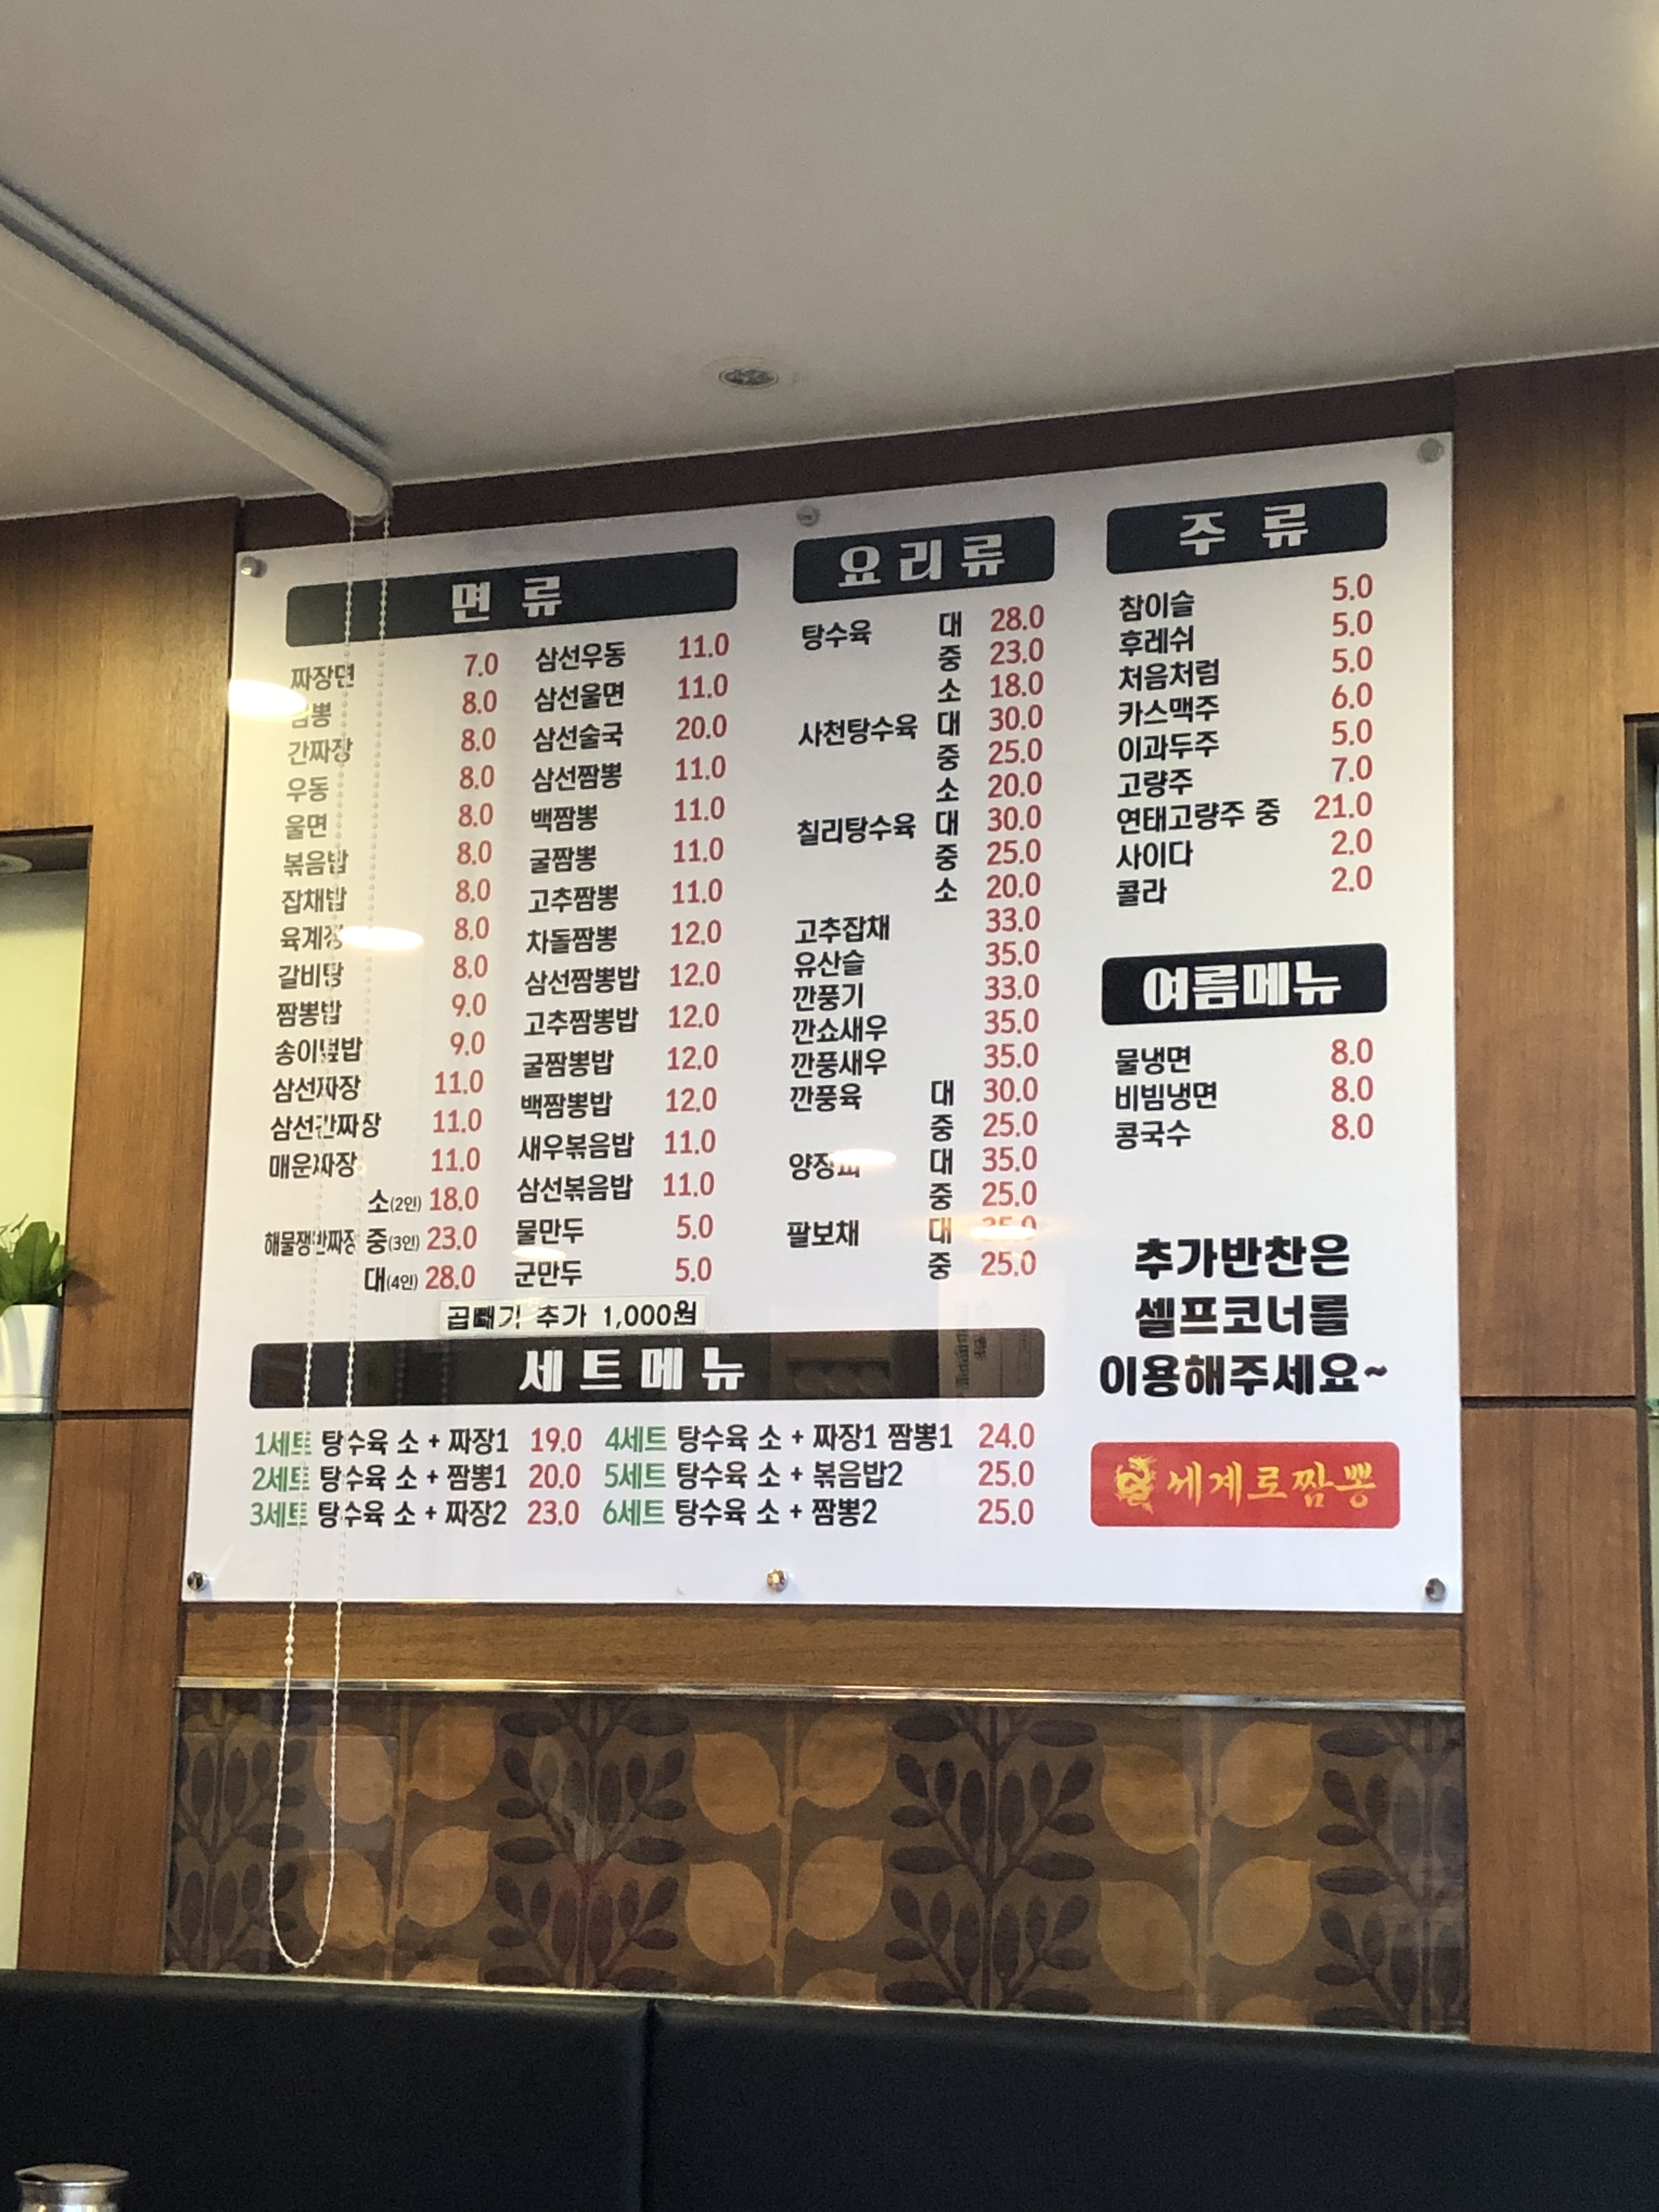 면류
짜장면 7.0
짬뽕 8.0
간짜장 8.0
우동 8.0
울면 8.0
볶음밥 8.0
잡채밥 8.0
육계장 8.0
갈비탕 8.0
짬뽕밥 9.0
송이덮밥 9.0
삼선짜장 11.0
삼선간짜장 11.0
매운짜장 11.0
소(2인) 18.0
해물쟁반짜장 중(3인) 23.0
대(4인) 28.0
삼선우동 11.0
삼선울면 11.0
삼선술국 20.0
삼선짬뽕 11.0
백짬뽕 11.0
굴짬뽕 11.0
고추짬뽕 11.0
차돌짬뽕 12.0
삼선짬뽕밥 12.0
고추짬뽕밥 12.0
굴짬뽕밥 12.0
백짬뽕밥 12.0
새우볶음밥 11.0
삼선볶음밥 11.0
물만두 5.0
군만두 5.0
곱빼기 추가 1,000원
요리류
탕수육 대 28.0
중 23.0
소 18.0
사천탕수육 대 30.0
중 25.0
소 20.0
칠리탕수육 대 30.0
중 25.0
소 20.0
고추잡채 33.0
유산슬 35.0
깐풍기 33.0
깐쇼새우 35.0
깐풍새우 35.0
깐풍육 대 30.0
중 25.0
양장피 대 35.0
중 25.0
팔보채 대 35.0
중 25.0
주류
참이슬 5.0
후레쉬 5.0
처음처럼 5.0
카스맥주 6.0
이과두주 5.0
고량주 7.0
연태고량주 중 21.0
사이다 2.0
콜라 2.0
여름메뉴
물냉면 8.0
비빔냉면 8.0
콩국수 8.0
추가반찬은
셀프코너를
이용해주세요~
세계로짬뽕
세트메뉴
1세트 탕수육 소 + 짜장1 19.0
2세트 탕수육 소 + 짬뽕1 20.0
3세트 탕수육 소 + 짜장2 23.0
4세트 탕수육 소 + 짜장1 짬뽕1 24.0
5세트 탕수육 소 + 볶음밥2 25.0
6세트 탕수육 소 + 짬뽕2 25.0